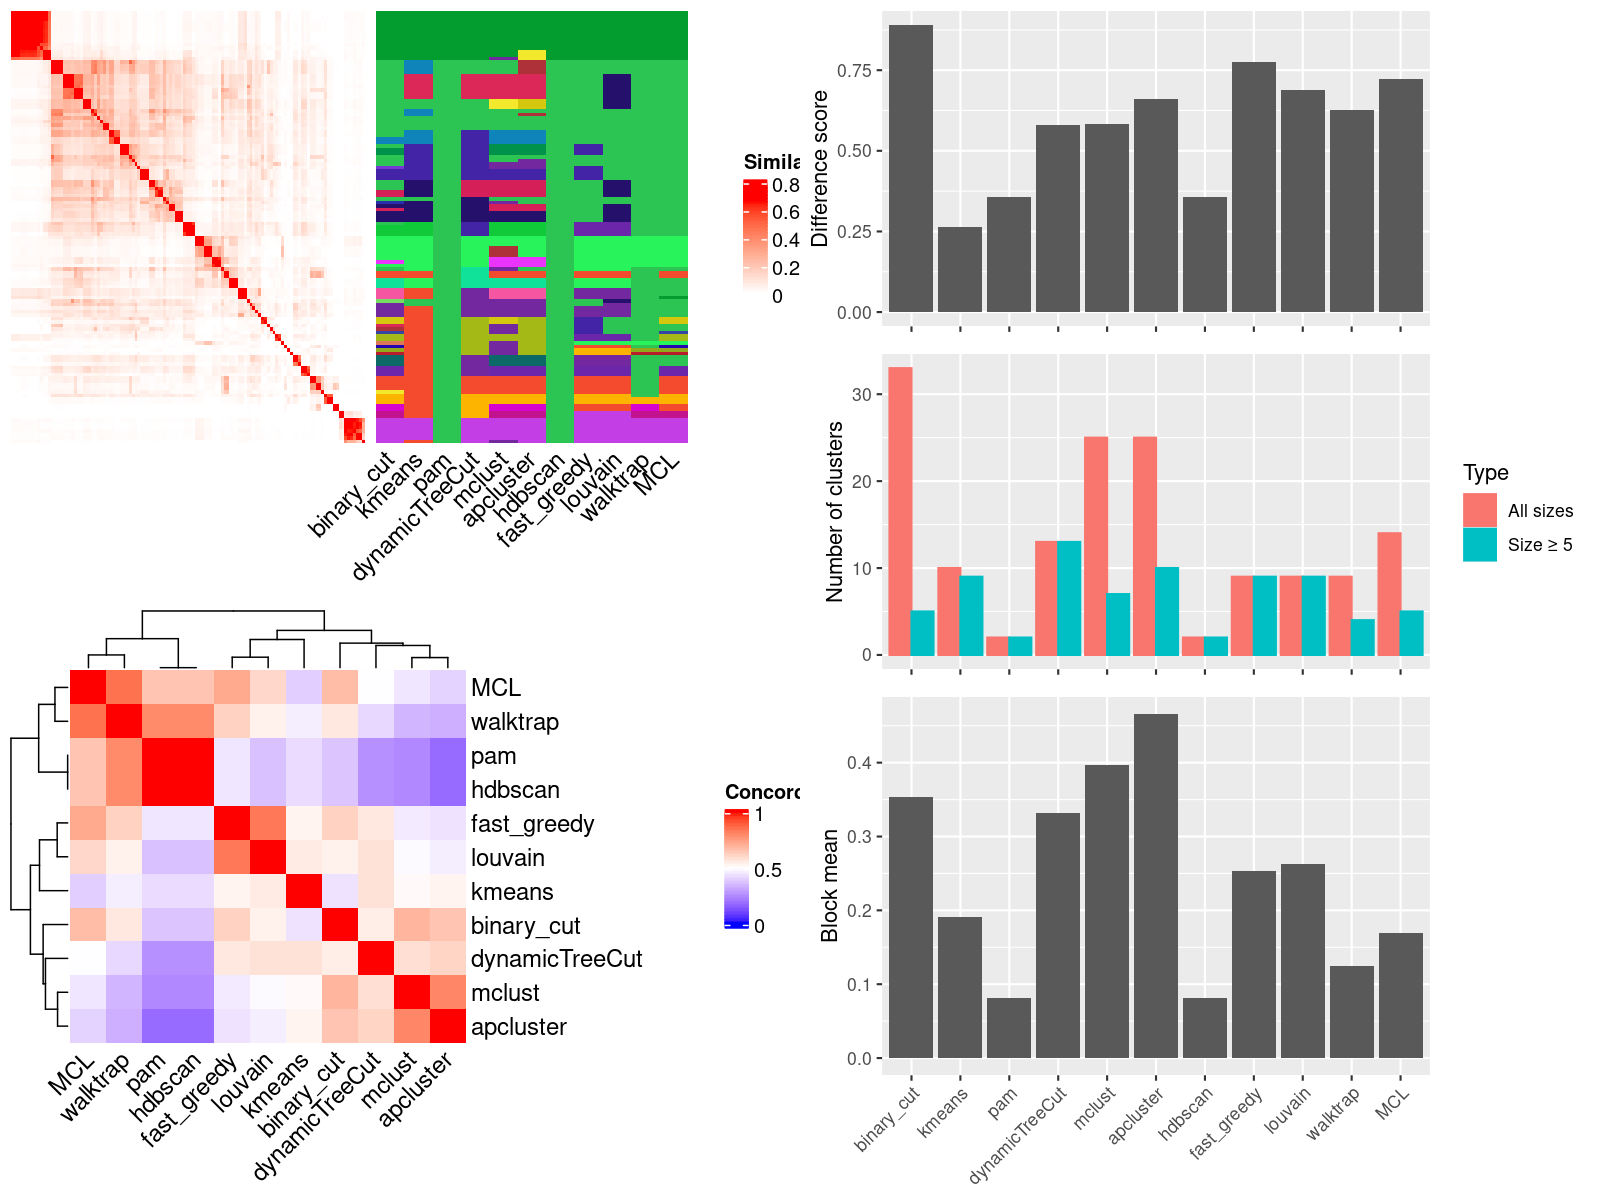 Simila
0.8
0.6
0.4
0.2
0
binary_cut
kmeans
pam
dynamicTreeCut
mclust
apcluster
hdbscan
fast_greedy
louvain
walktrap
MCL
MCL
walktrap
pam
hdbscan
fast_greedy
louvain
kmeans
binary_cut
dynamicTreeCut
mclust
apcluster
Concord
1
0.5
0
MCL
walktrap
pam
hdbscan
fast_greedy
louvain
kmeans
binary_cut
dynamicTreeCut
mclust
apcluster
Difference score
0.75
0.50
0.25
0.00
Number of clusters
30
20
10
0
Type
All sizes
Size ≥ 5
Block mean
0.4
0.3
0.2
0.1
0.0
binary_cut
kmeans
pam
dynamicTreeCut
mclust
apcluster
hdbscan
fast_greedy
louvain
walktrap
MCL